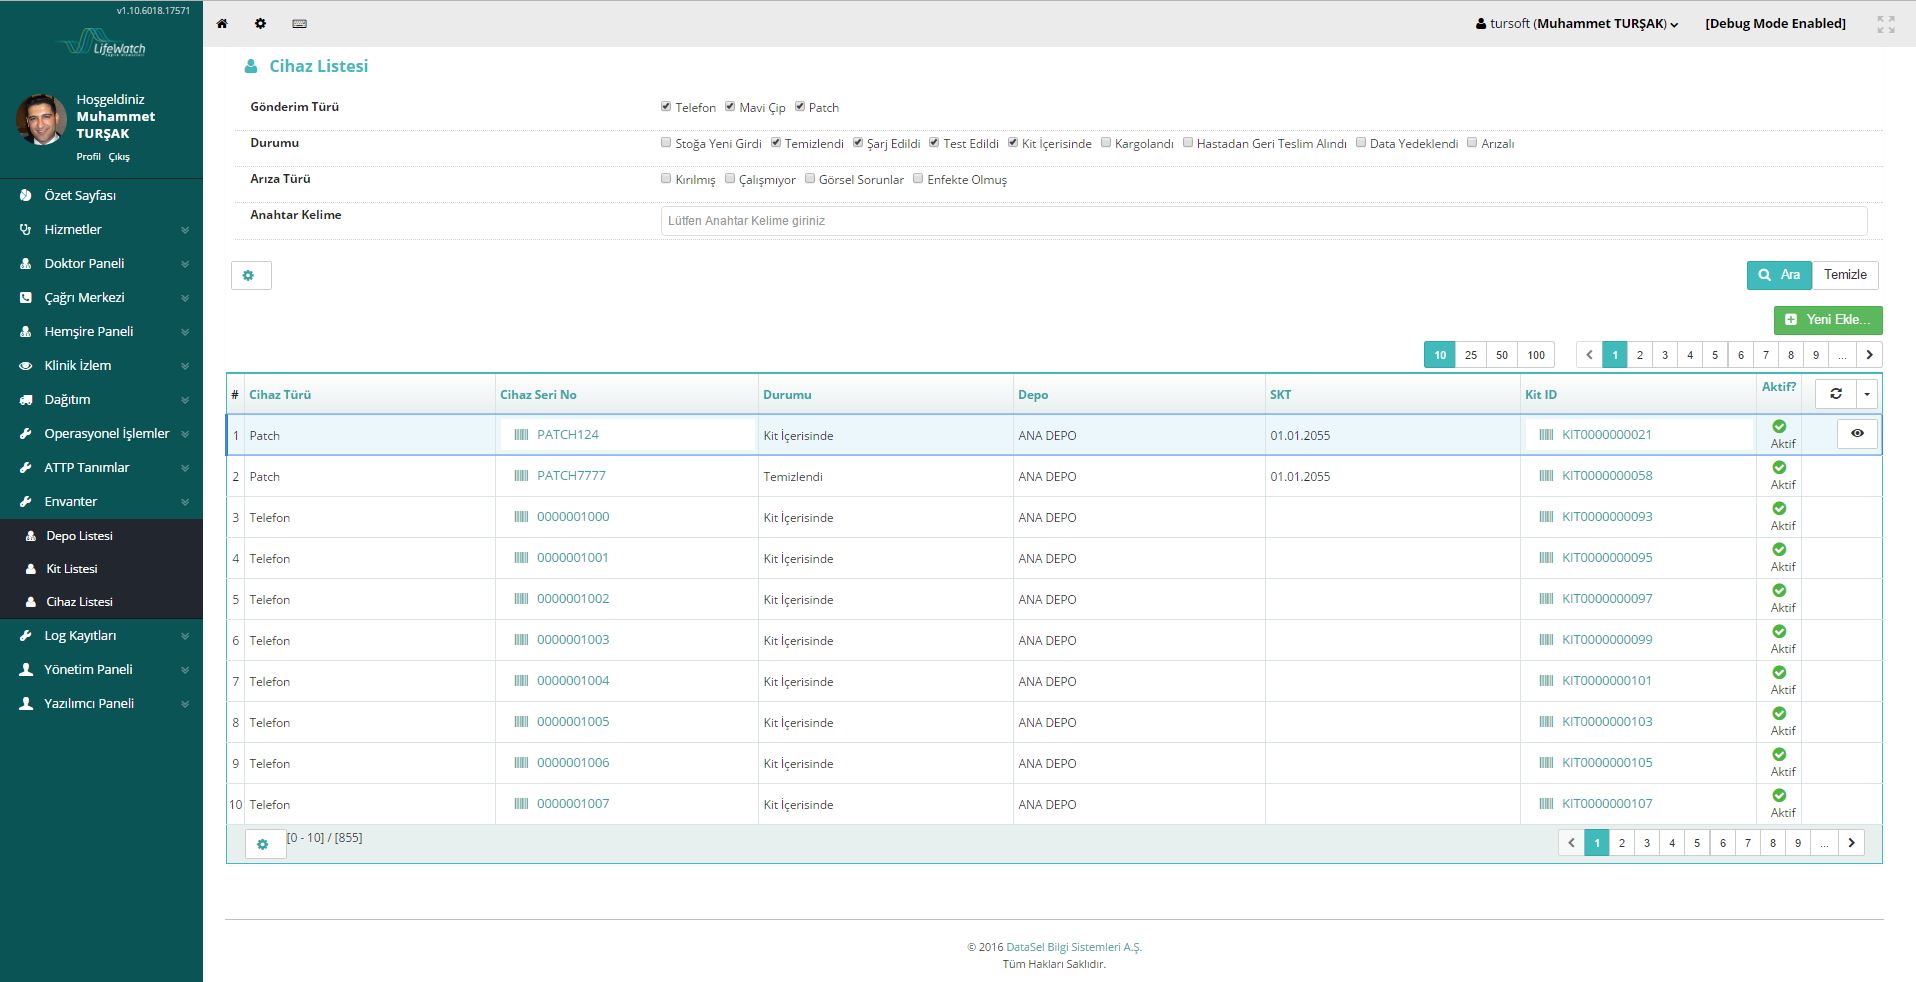 v1.10.6018.17571
LifeWatch
Hoşgeldiniz
Muhammet
TURŞAK
Profil Çıkış
Özet Sayfası
Hizmetler
Doktor Paneli
Çağrı Merkezi
Hemşire Paneli
Klinik İzlem
Dağıtım
Operasyonel İşlemler
ATTP Tanımlar
Envanter
Depo Listesi
Kit Listesi
Cihaz Listesi
Log Kayıtları
Yönetim Paneli
Yazılımcı Paneli
tursoft (Muhammet TURŞAK) [Debug Mode Enabled]
Cihaz Listesi
Gönderim Türü Telefon Mavi Çip Patch
Durumu Stoğa Yeni Girdi Temizlendi Şarj Edildi Test Edildi Kit İçerisinde Kargolandı Hastadan Geri Teslim Alındı Data Yedeklendi Arızalı
Arıza Türü Kırılmış Çalışmıyor Görsel Sorunlar Enfekte Olmuş
Anahtar Kelime Lütfen Anahtar Kelime giriniz
Ara Temizle
Yeni Ekle...
10 25 50 100 1 2 3 4 5 6 7 8 9 ...
# Cihaz Türü Cihaz Seri No Durumu Depo SKT Kit ID Aktif?
1 Patch PATCH124 Kit İçerisinde ANA DEPO 01.01.2055 KIT0000000021 Aktif
2 Patch PATCH7777 Temizlendi ANA DEPO 01.01.2055 KIT0000000058 Aktif
3 Telefon 0000001000 Kit İçerisinde ANA DEPO KIT0000000093 Aktif
4 Telefon 0000001001 Kit İçerisinde ANA DEPO KIT0000000095 Aktif
5 Telefon 0000001002 Kit İçerisinde ANA DEPO KIT0000000097 Aktif
6 Telefon 0000001003 Kit İçerisinde ANA DEPO KIT0000000099 Aktif
7 Telefon 0000001004 Kit İçerisinde ANA DEPO KIT0000000101 Aktif
8 Telefon 0000001005 Kit İçerisinde ANA DEPO KIT0000000103 Aktif
9 Telefon 0000001006 Kit İçerisinde ANA DEPO KIT0000000105 Aktif
10 Telefon 0000001007 Kit İçerisinde ANA DEPO KIT0000000107 Aktif
[0 - 10] / [855] 1 2 3 4 5 6 7 8 9 ...
© 2016 DataSel Bilgi Sistemleri A.Ş.
Tüm Hakları Saklıdır.